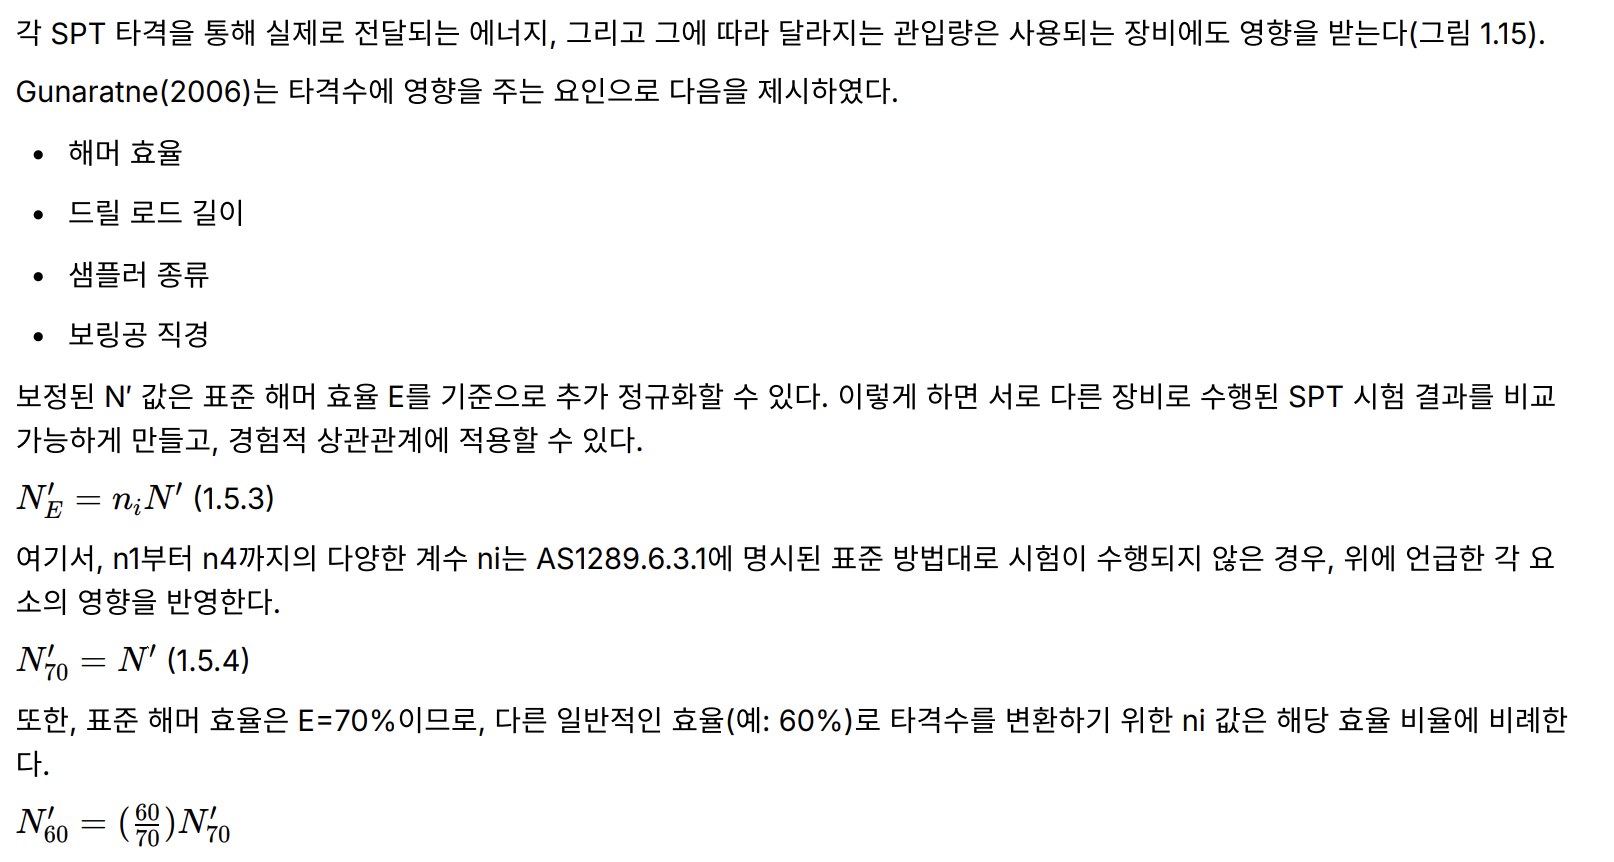 각 SPT 타격을 통해 실제로 전달되는 에너지, 그리고 그에 따라 달라지는 관입량은 사용되는 장비에도 영향을 받는다(그림 1.15).
Gunaratne(2006)는 타격수에 영향을 주는 요인으로 다음을 제시하였다.
• 해머 효율
• 드릴 로드 길이
• 샘플러 종류
• 보링공 직경
보정된 N′ 값은 표준 해머 효율 E를 기준으로 추가 정규화할 수 있다. 이렇게 하면 서로 다른 장비로 수행된 SPT 시험 결과를 비교
가능하게 만들고, 경험적 상관관계에 적용할 수 있다.
$N'_E = n_i N'$ (1.5.3)
여기서, n1부터 n4까지의 다양한 계수 ni는 AS1289.6.3.1에 명시된 표준 방법대로 시험이 수행되지 않은 경우, 위에 언급한 각 요
소의 영향을 반영한다.
$N'_{70} = N'$ (1.5.4)
또한, 표준 해머 효율은 E=70%이므로, 다른 일반적인 효율(예: 60%)로 타격수를 변환하기 위한 ni 값은 해당 효율 비율에 비례한
다.
$N'_{60} = (\frac{60}{70}) N'_{70}$